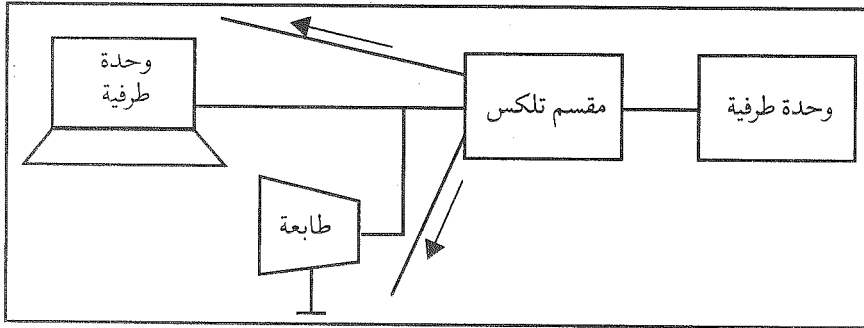 وحدة
طرفية
مقسم تلكس
وحدة طرفية
طابعة